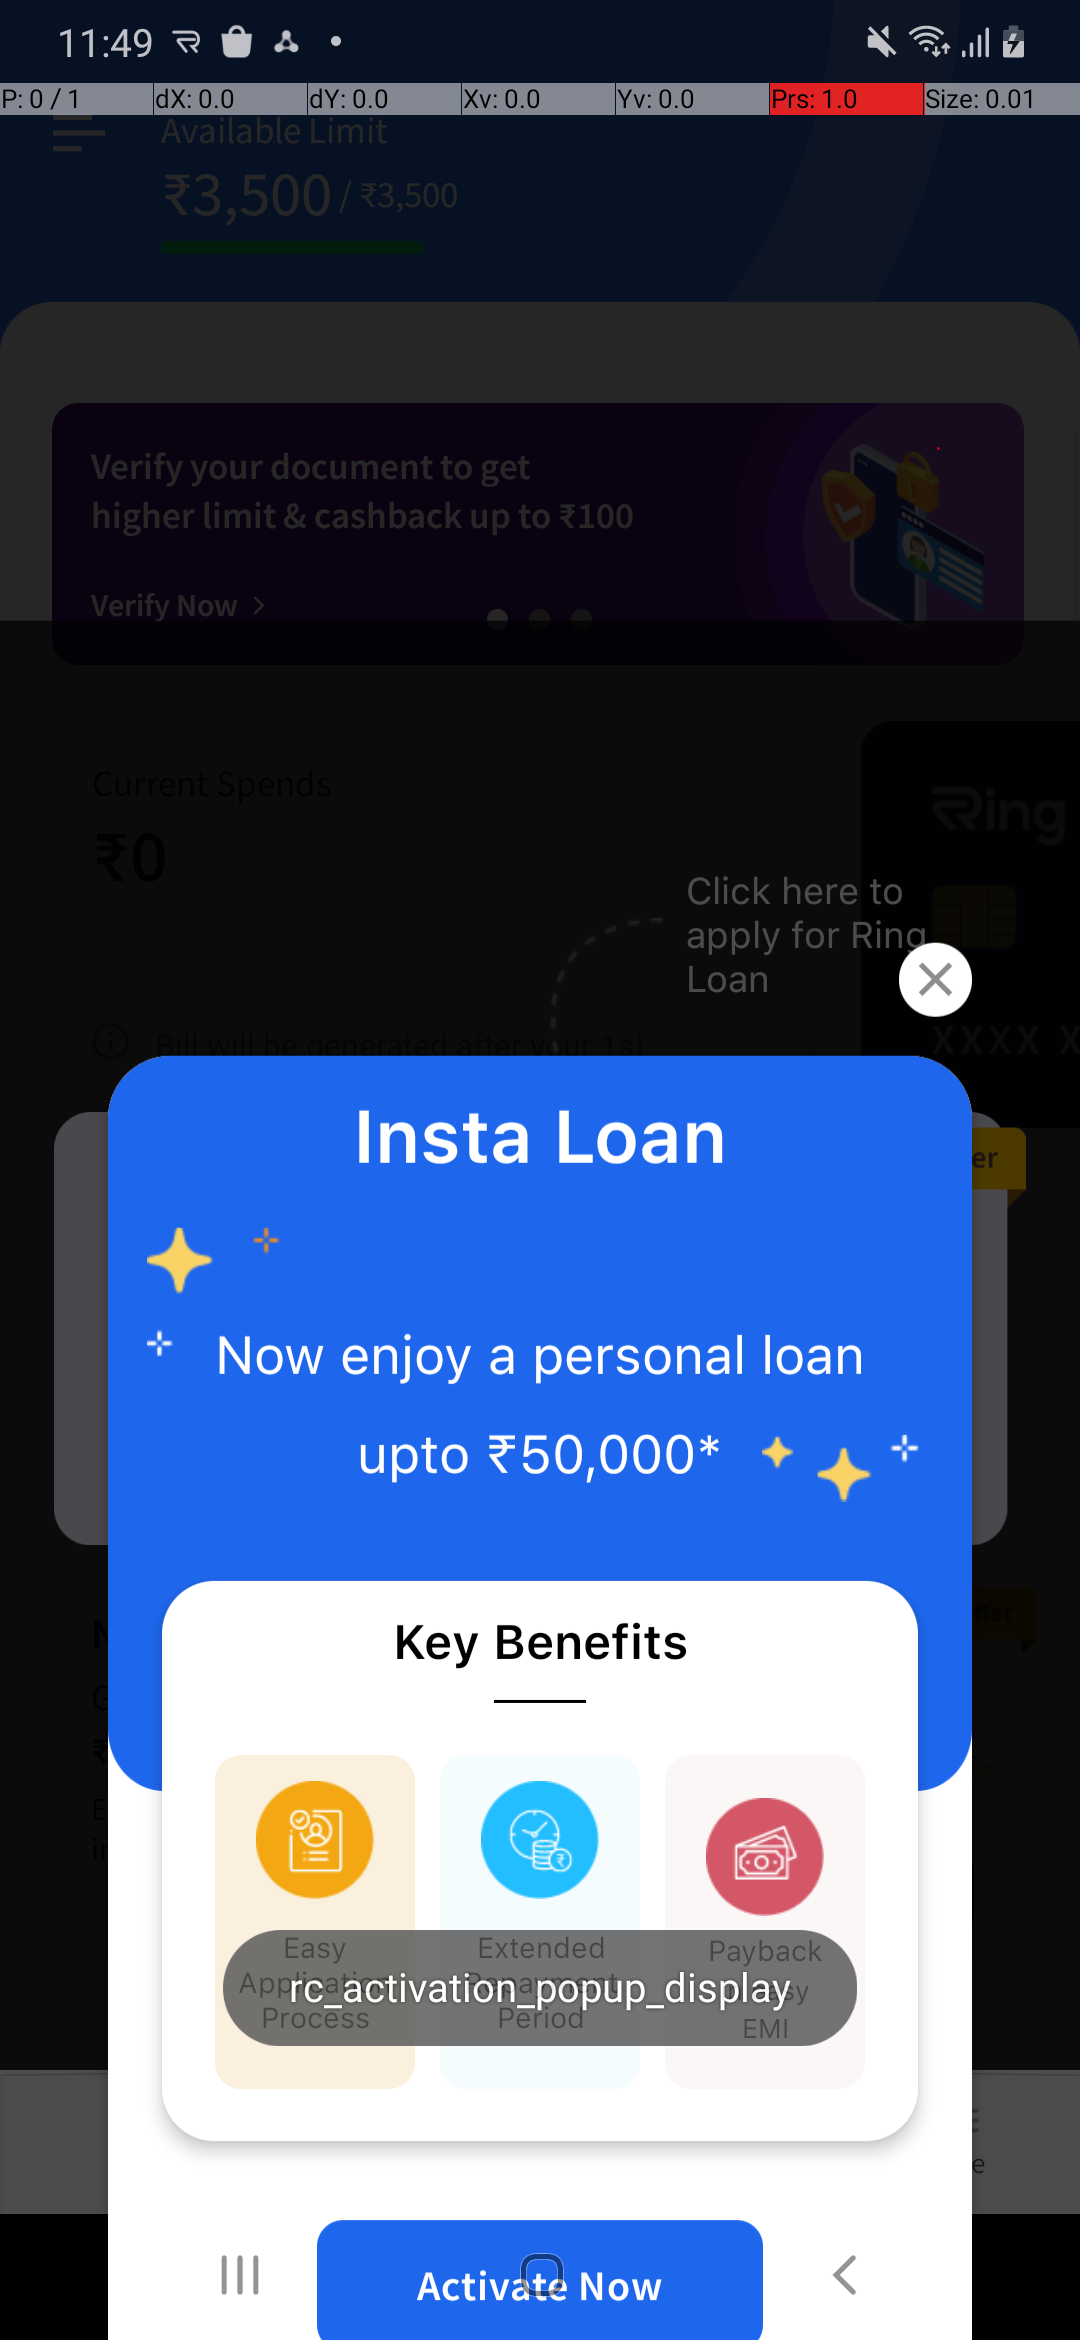 11:49
P: 0 / 1 dX: 0.0 dY: 0.0 Xv: 0.0 Yv: 0.0 Prs: 1.0 Size: 0.01
Available Limit
₹3,500 / ₹3,500
Verify your document to get
higher limit & cashback up to ₹100
Verify Now
Current Spends
₹0
Ring
Click here to
apply for Ring
Loan
Bill will be generated after your 1st
XXXX X
er
Insta Loan
Now enjoy a personal loan
upto ₹50,000*
ffer
Key Benefits
Easy
Application
Process
Extended
Repayment
Period
Payback
Easy
EMI
rc_activation_popup_display
e
Activate Now